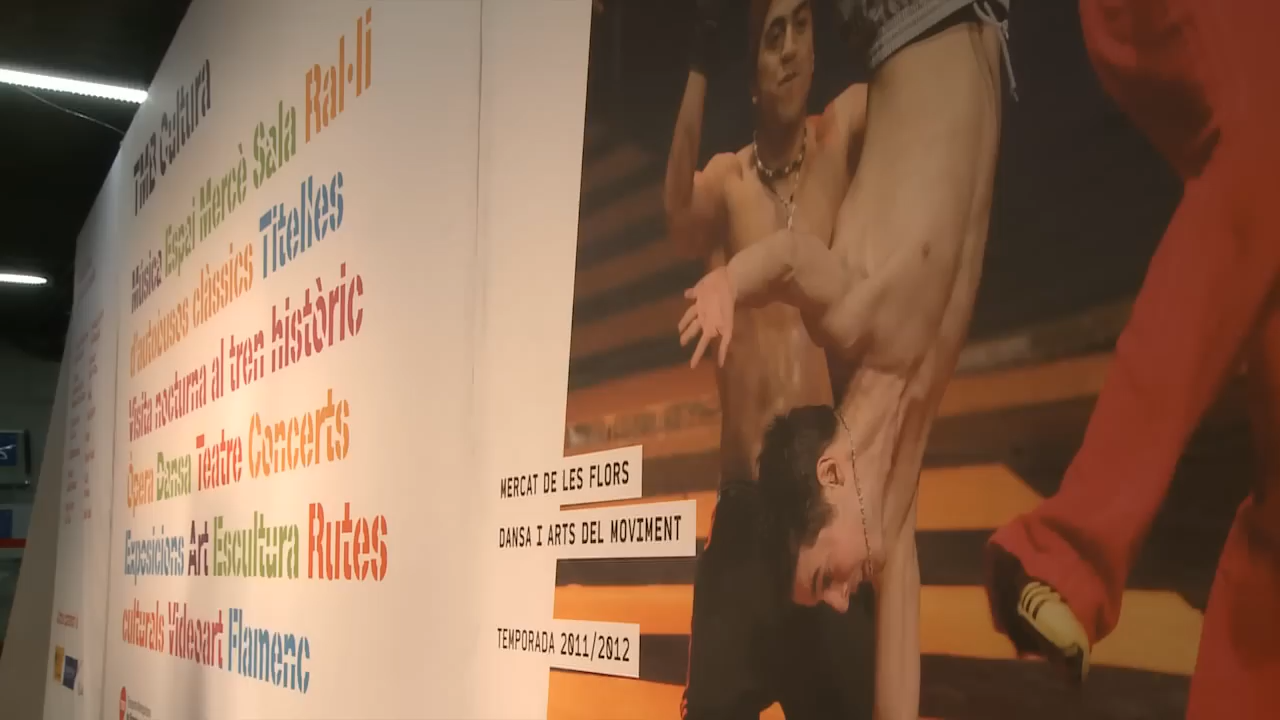 TMB Cultura
Música Espai Mercè Sala Ral·li
d'autobusos clàssics Titelles
Visita nocturna al tren històric
Òpera Dansa Teatre Concerts
Exposicions Art Escultura Rutes
culturals Videoart Flamenc
MERCAT DE LES FLORS
DANSA I ARTS DEL MOVIMENT
TEMPORADA 2011/2012